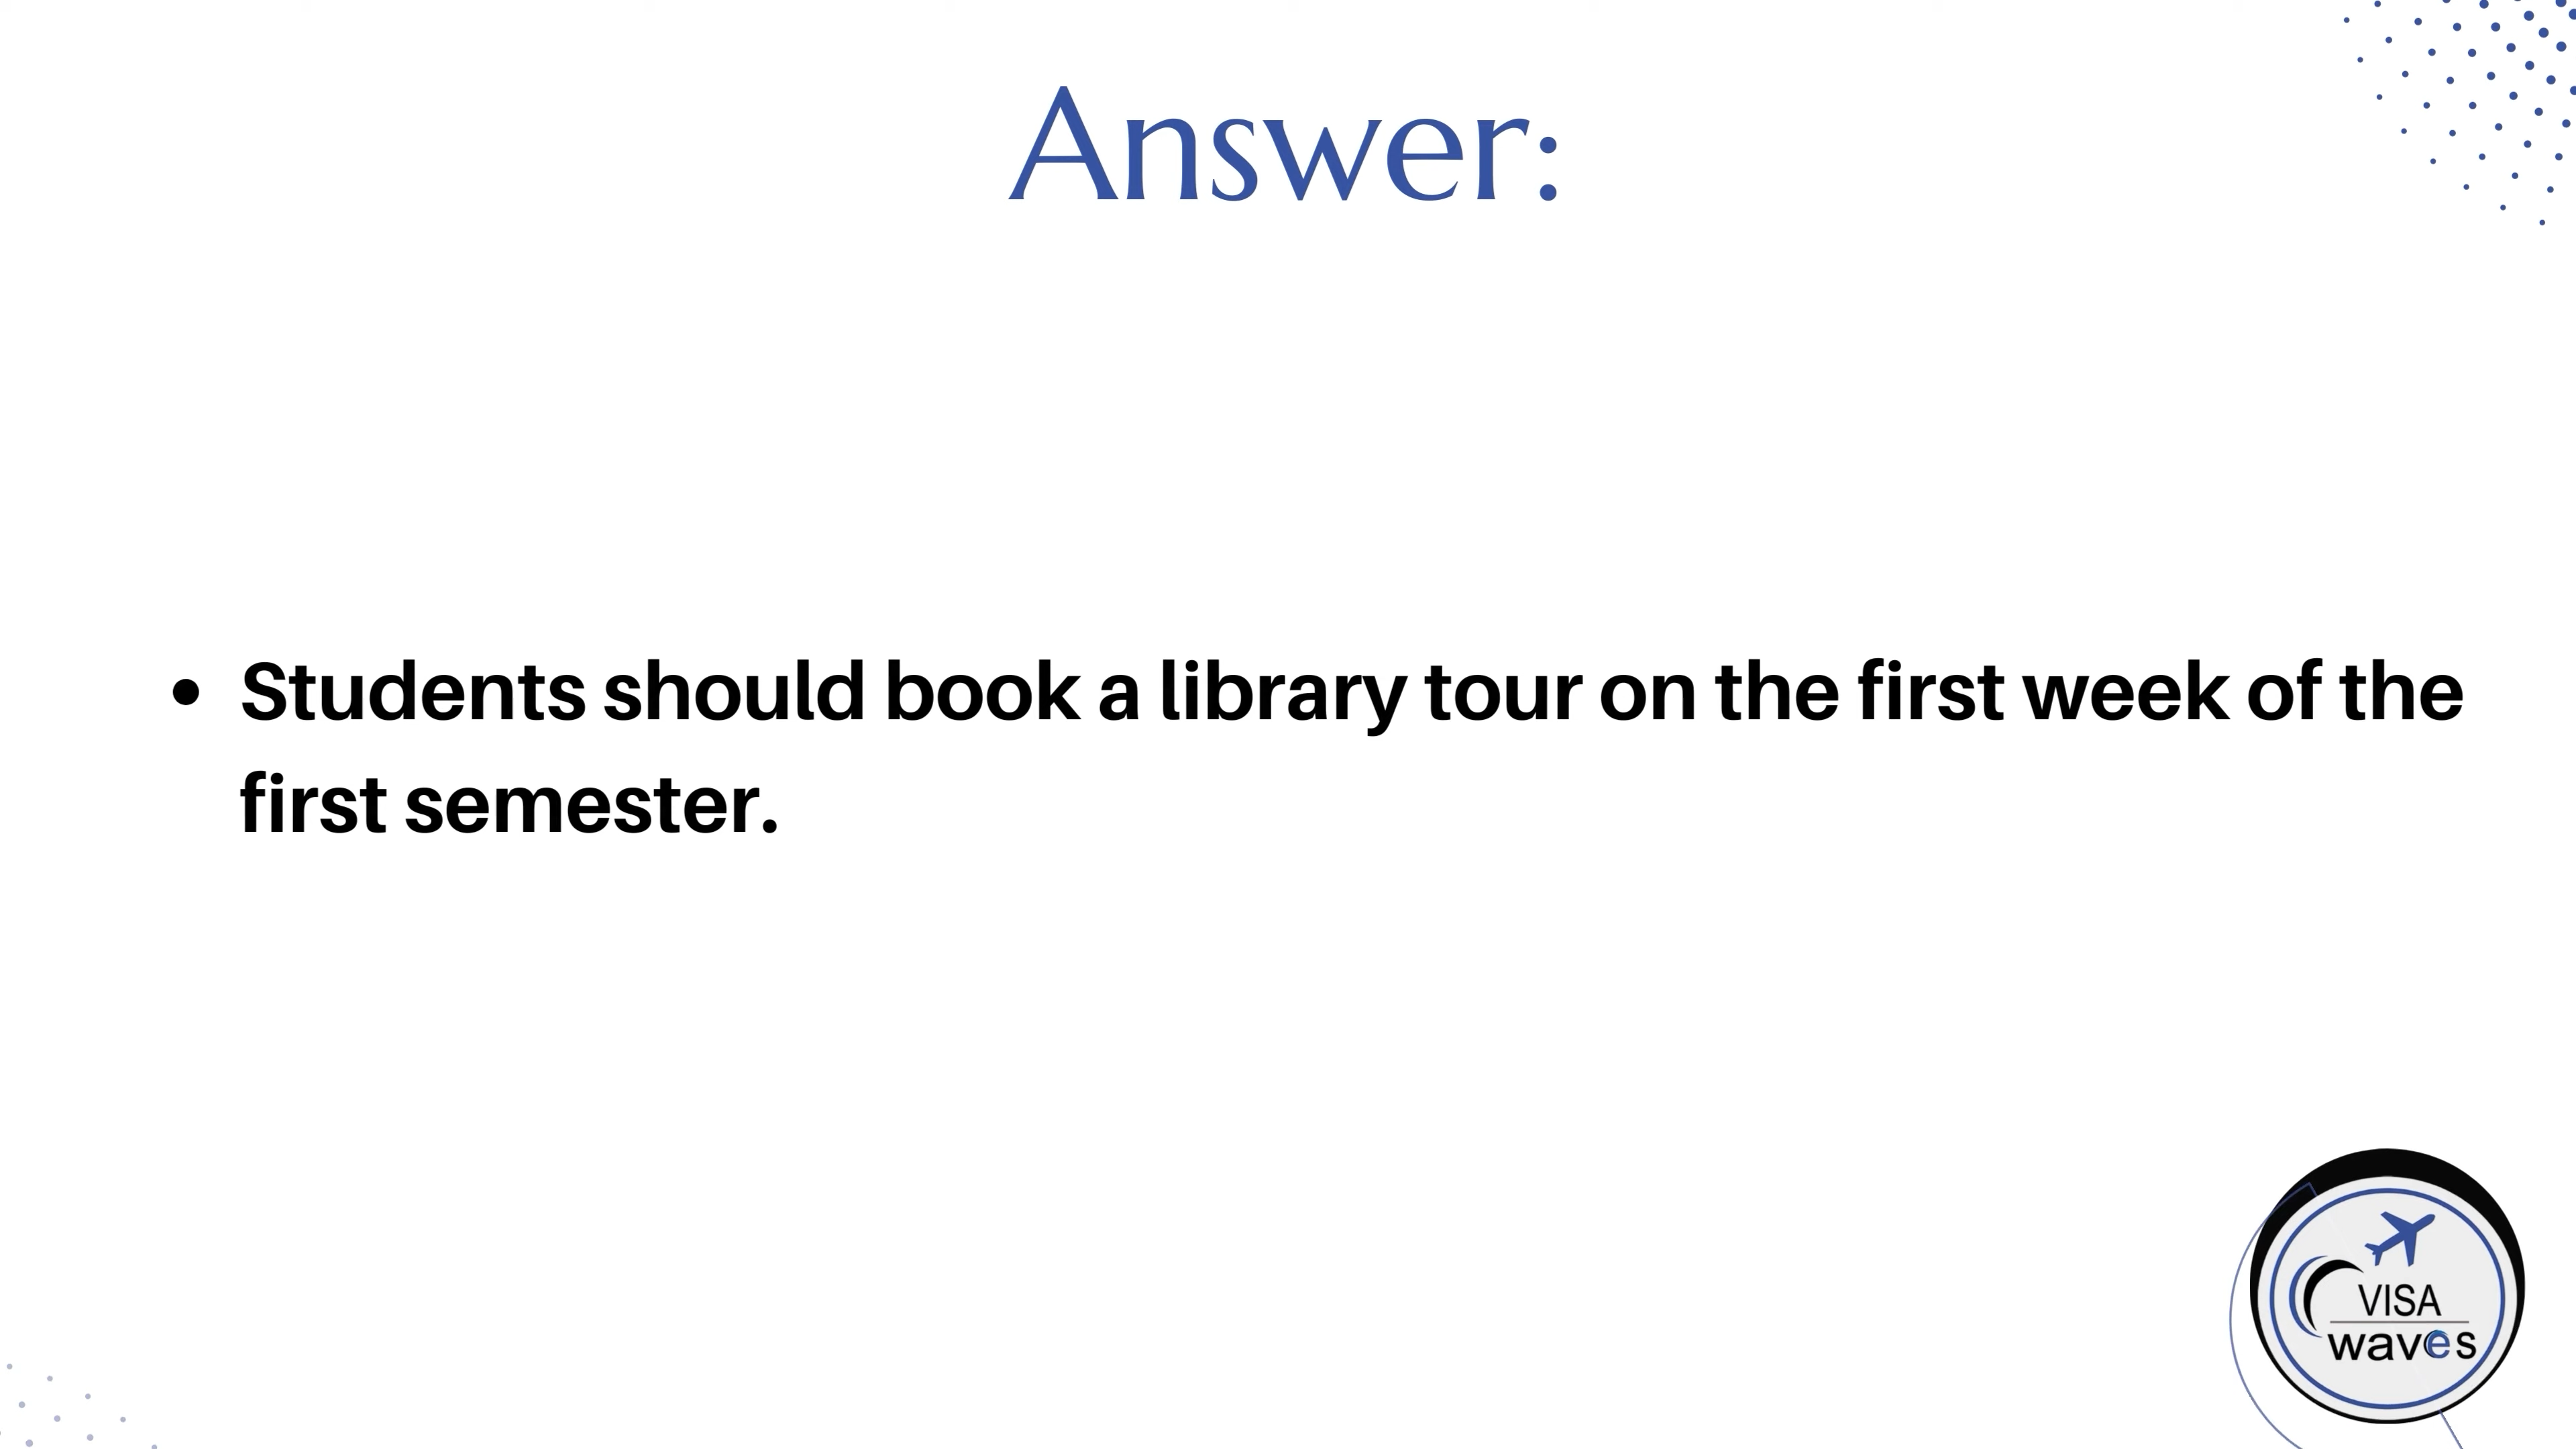 Answer:
• Students should book a library tour on the first week of the
first semester.
VISA
waves